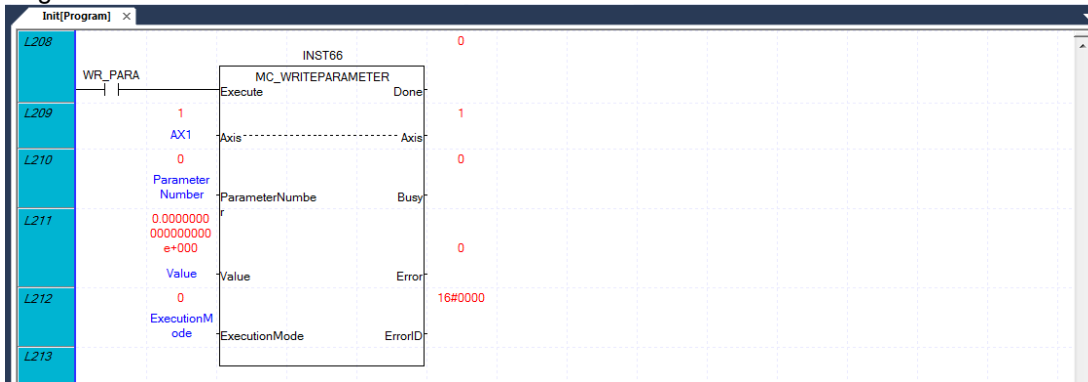 Init[Program] ×
L208
0
INST66
WR_PARA
MC_WRITEPARAMETER
Execute Done
L209
1
1
AX1
Axis Axis
L210
0
0
Parameter
Number
ParameterNumbe
r
Busy
L211
0.0000000
000000000
e+000
0
Value
Value Error
L212
0
16#0000
ExecutionM
ode
ExecutionMode ErrorID
L213